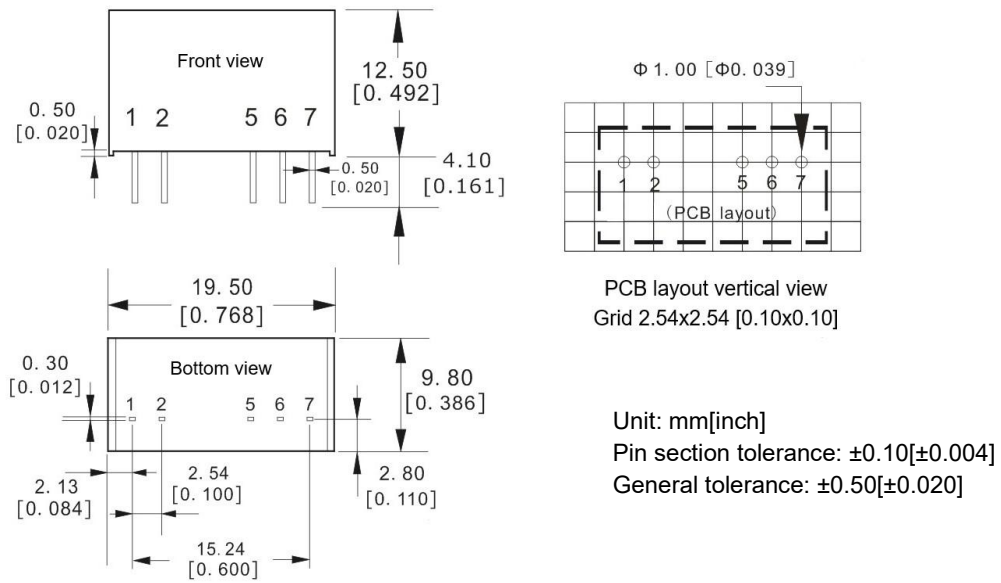 Front view
12.50
[0.492]
0.50
[0.020]
1 2 5 6 7
0.50
[0.020]
4.10
[0.161]
Φ1.00 [Φ0.039]
1 2 5 6 7
(PCB layout)
PCB layout vertical view
Grid 2.54x2.54 [0.10x0.10]
19.50
[0.768]
Bottom view
0.30
[0.012]
1 2 5 6 7
9.80
[0.386]
2.13
[0.084]
2.54
[0.100]
2.80
[0.110]
15.24
[0.600]
Unit: mm[inch]
Pin section tolerance: ±0.10[±0.004]
General tolerance: ±0.50[±0.020]